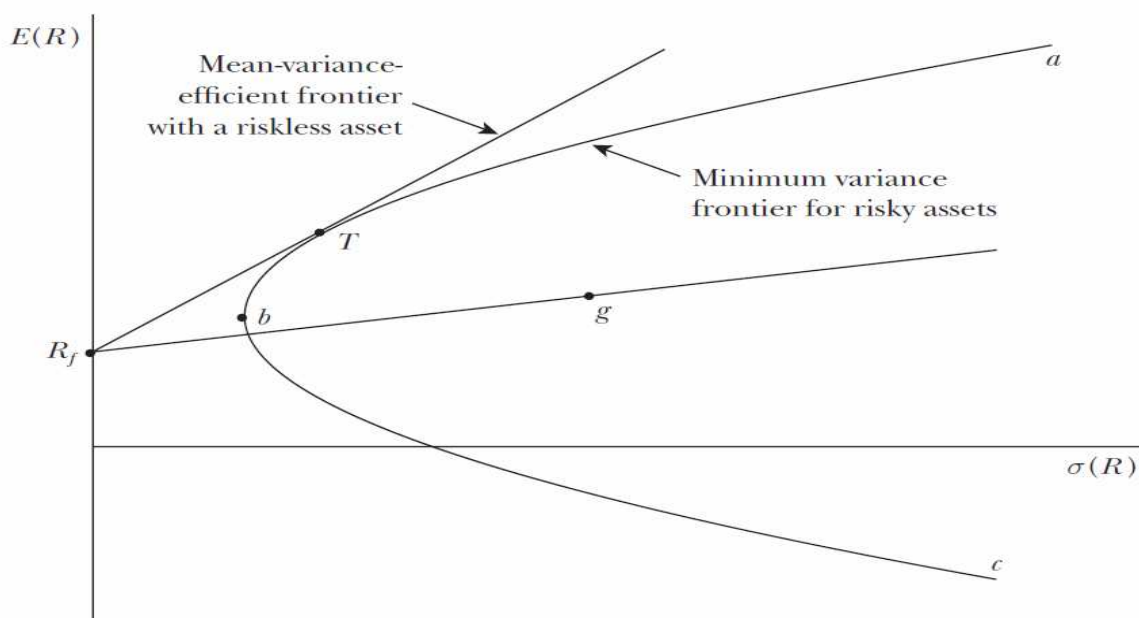 E(R)
Mean-variance-
efficient frontier
with a riskless asset
a
Minimum variance
frontier for risky assets
T
b
g
R_f
σ(R)
c